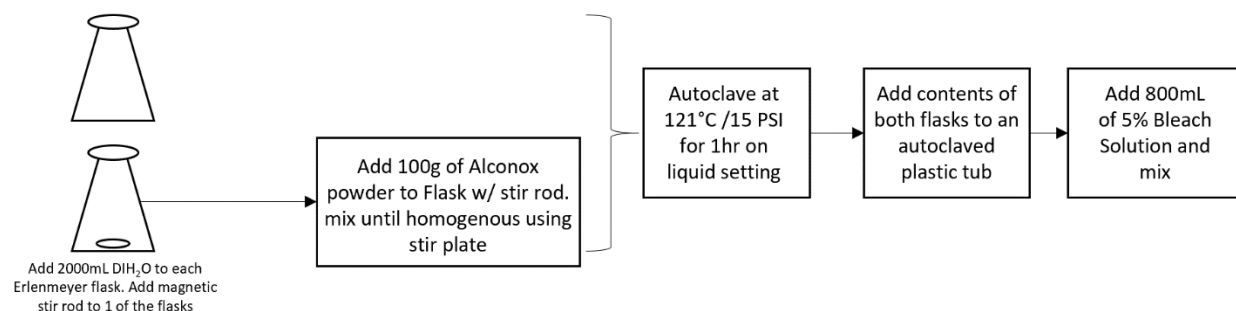 Add 2000mL DIH₂O to each
Erlenmeyer flask. Add magnetic
stir rod to 1 of the flasks
Add 100g of Alconox
powder to Flask w/ stir rod.
mix until homogenous using
stir plate
Autoclave at
121°C /15 PSI
for 1hr on
liquid setting
Add contents of
both flasks to an
autoclaved
plastic tub
Add 800mL
of 5% Bleach
Solution and
mix